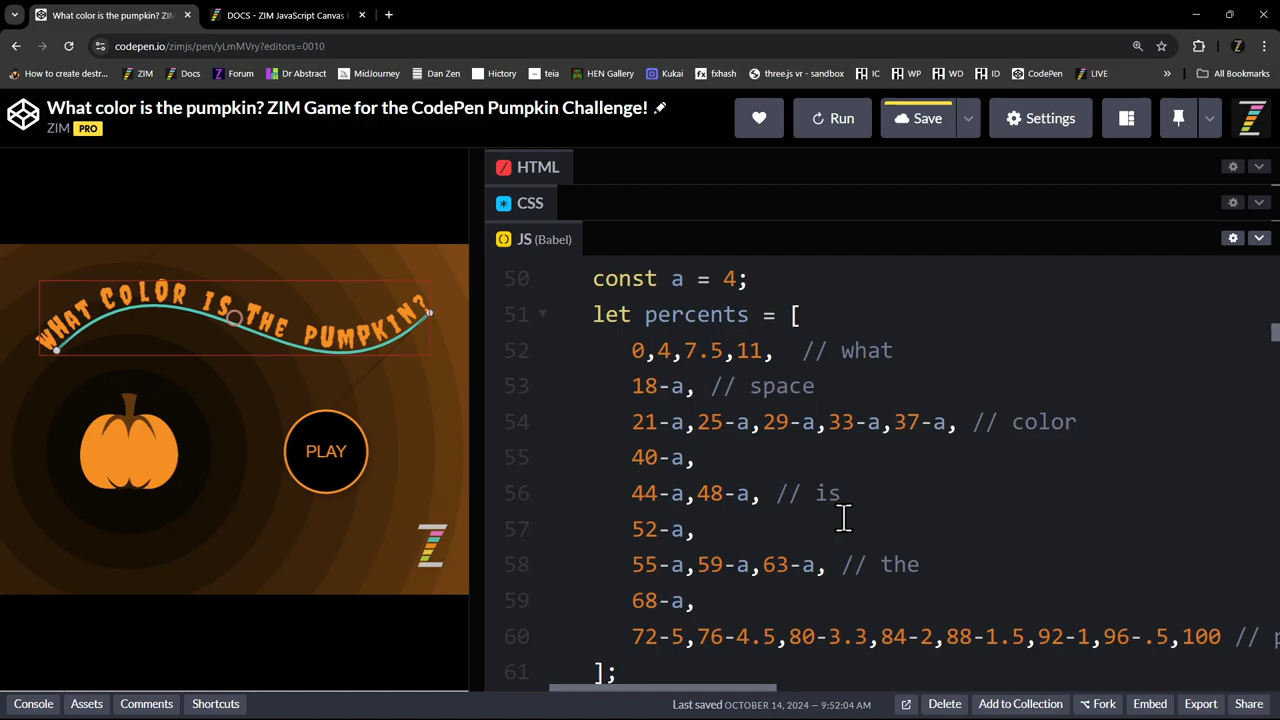 What color is the pumpkin? ZIM
DOCS - ZIM JavaScript Canvas
codepen.io/zimjs/pen/yLmMVry?editors=0010
How to create destr...
ZIM
Docs
Forum
Dr Abstract
MidJourney
Dan Zen
Hictory
teia
HEN Gallery
Kukai
fxhash
three.js vr - sandbox
IC
WP
WD
ID
CodePen
LIVE
All Bookmarks
What color is the pumpkin? ZIM Game for the CodePen Pumpkin Challenge!
ZIM PRO
Run
Save
Settings
HTML
CSS
JS (Babel)
WHAT COLOR IS THE PUMPKIN?
PLAY
50 const a = 4;
51 let percents = [
52 0,4,7.5,11, // what
53 18-a, // space
54 21-a,25-a,29-a,33-a,37-a, // color
55 40-a,
56 44-a,48-a, // is
57 52-a,
58 55-a,59-a,63-a, // the
59 68-a,
60 72-5,76-4.5,80-3.3,84-2,88-1.5,92-1,96-.5,100 // p
61 ];
Console
Assets
Comments
Shortcuts
Last saved OCTOBER 14, 2024 — 9:52:04 AM
Delete
Add to Collection
Fork
Embed
Export
Share